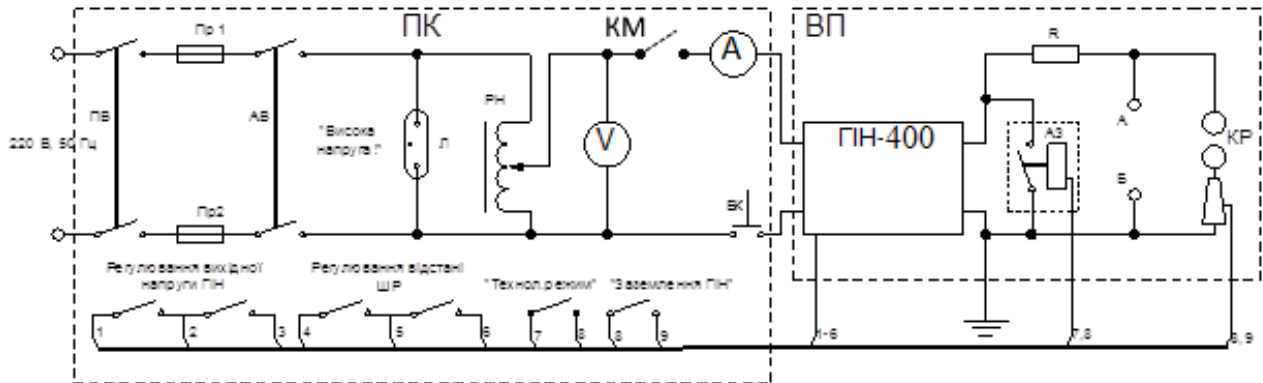 ПК
КМ
ВП
Пр 1
А
R
ПВ
АВ
"Висока
напруга!"
Л
РН
V
ГІН-400
АЗ
А
КР
220 В, 50 Гц
Пр2
БК
Б
Регулювання вихідної
напруги ГІН
Регулювання відстані
ШР
"Технол.режим"
"Заземлення ГІН"
1
2
3
4
5
6
7
8
8
9
1-6
7,8
8, 9